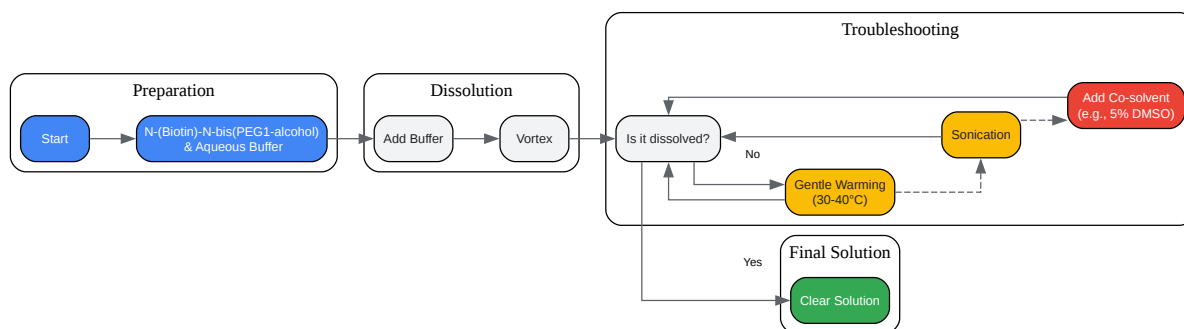 Preparation
Start
N-(Biotin)-N-bis(PEG1-alcohol)
& Aqueous Buffer
Dissolution
Add Buffer
Vortex
Troubleshooting
Is it dissolved?
No
Gentle Warming
(30-40°C)
Sonication
Add Co-solvent
(e.g., 5% DMSO)
Yes
Final Solution
Clear Solution